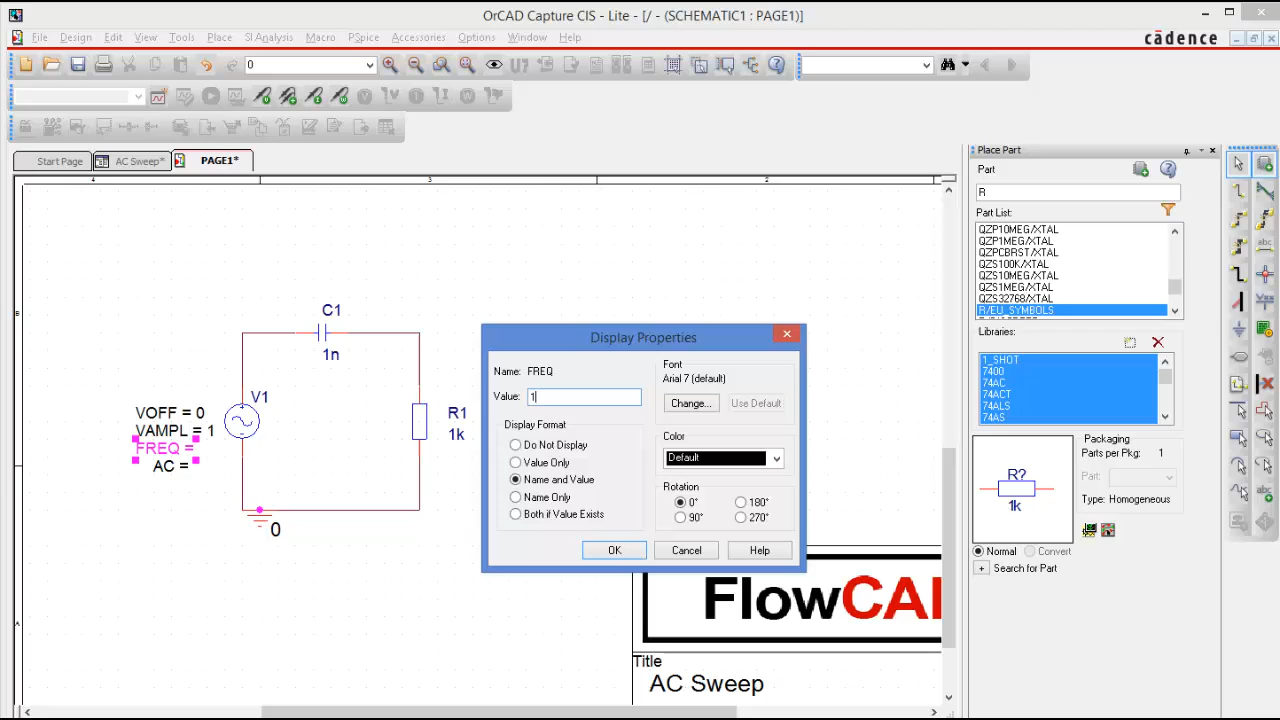 OrCAD Capture CIS - Lite - [/ - (SCHEMATIC1 : PAGE1)]
File Design Edit View Tools Place SI Analysis Macro PSpice Accessories Options Window Help
cādence
0
Start Page
AC Sweep*
PAGE1*
4
3
2
B
A
C1
1n
V1
VOFF = 0
VAMPL = 1
FREQ =
AC =
R1
1k
0
Display Properties
Name: FREQ
Value: 1
Display Format
Do Not Display
Value Only
Name and Value
Name Only
Both if Value Exists
Font
Arial 7 (default)
Change...
Use Default
Color
Default
Rotation
0°
180°
90°
270°
OK
Cancel
Help
FlowCAD
Title
AC Sweep
Place Part
Part
R
Part List:
QZP10MEG/XTAL
QZP1MEG/XTAL
QZPCBRST/XTAL
QZS100K/XTAL
QZS10MEG/XTAL
QZS1MEG/XTAL
QZS32768/XTAL
R/EU_SYMBOLS
Libraries:
1_SHOT
7400
74AC
74ACT
74ALS
74AS
R?
1k
Packaging
Parts per Pkg: 1
Part:
Type: Homogeneous
Normal
Convert
Search for Part